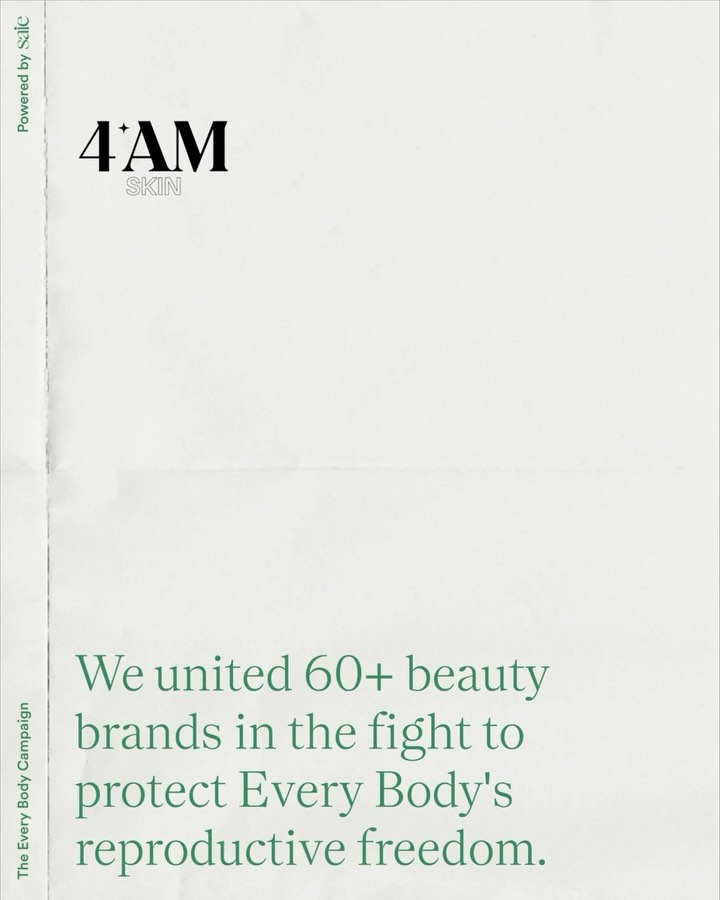 Powered by saie
4AM
SKIN
We united 60+ beauty
brands in the fight to
protect Every Body's
reproductive freedom.
The Every Body Campaign